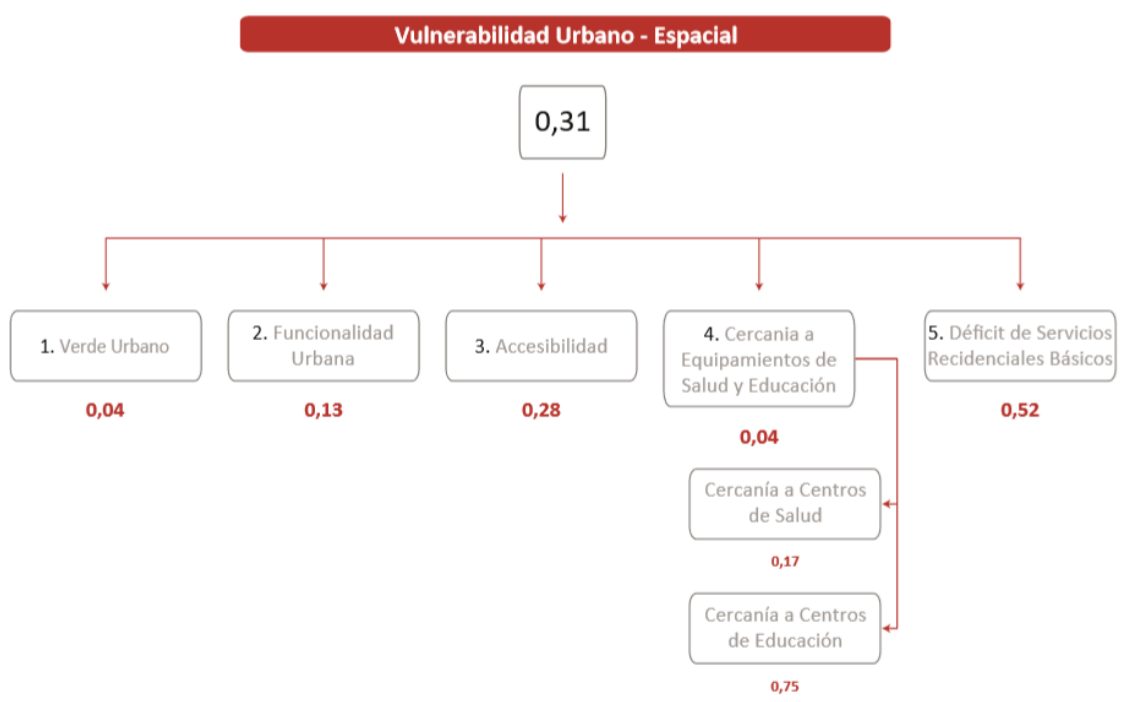 Vulnerabilidad Urbano - Espacial
0,31
1. Verde Urbano
0,04
2. Funcionalidad
Urbana
0,13
3. Accesibilidad
0,28
4. Cercania a
Equipamientos de
Salud y Educación
0,04
Cercanía a Centros
de Salud
0,17
Cercanía a Centros
de Educación
0,75
5. Déficit de Servicios
Recidenciales Básicos
0,52